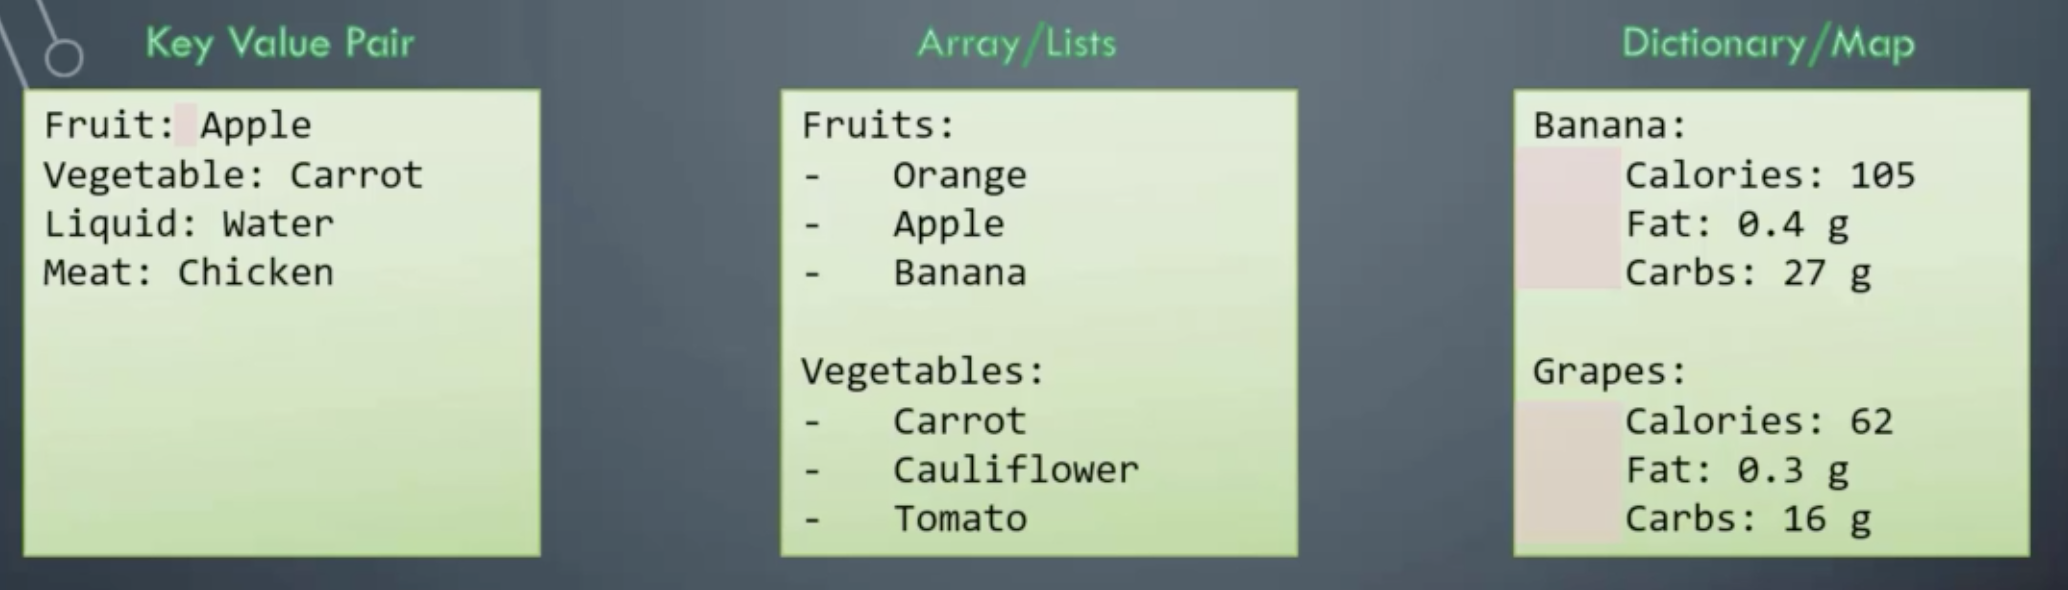 Key Value Pair
Fruit: Apple
Vegetable: Carrot
Liquid: Water
Meat: Chicken
Array/Lists
Fruits:
- Orange
- Apple
- Banana
Vegetables:
- Carrot
- Cauliflower
- Tomato
Dictionary/Map
Banana:
Calories: 105
Fat: 0.4 g
Carbs: 27 g
Grapes:
Calories: 62
Fat: 0.3 g
Carbs: 16 g